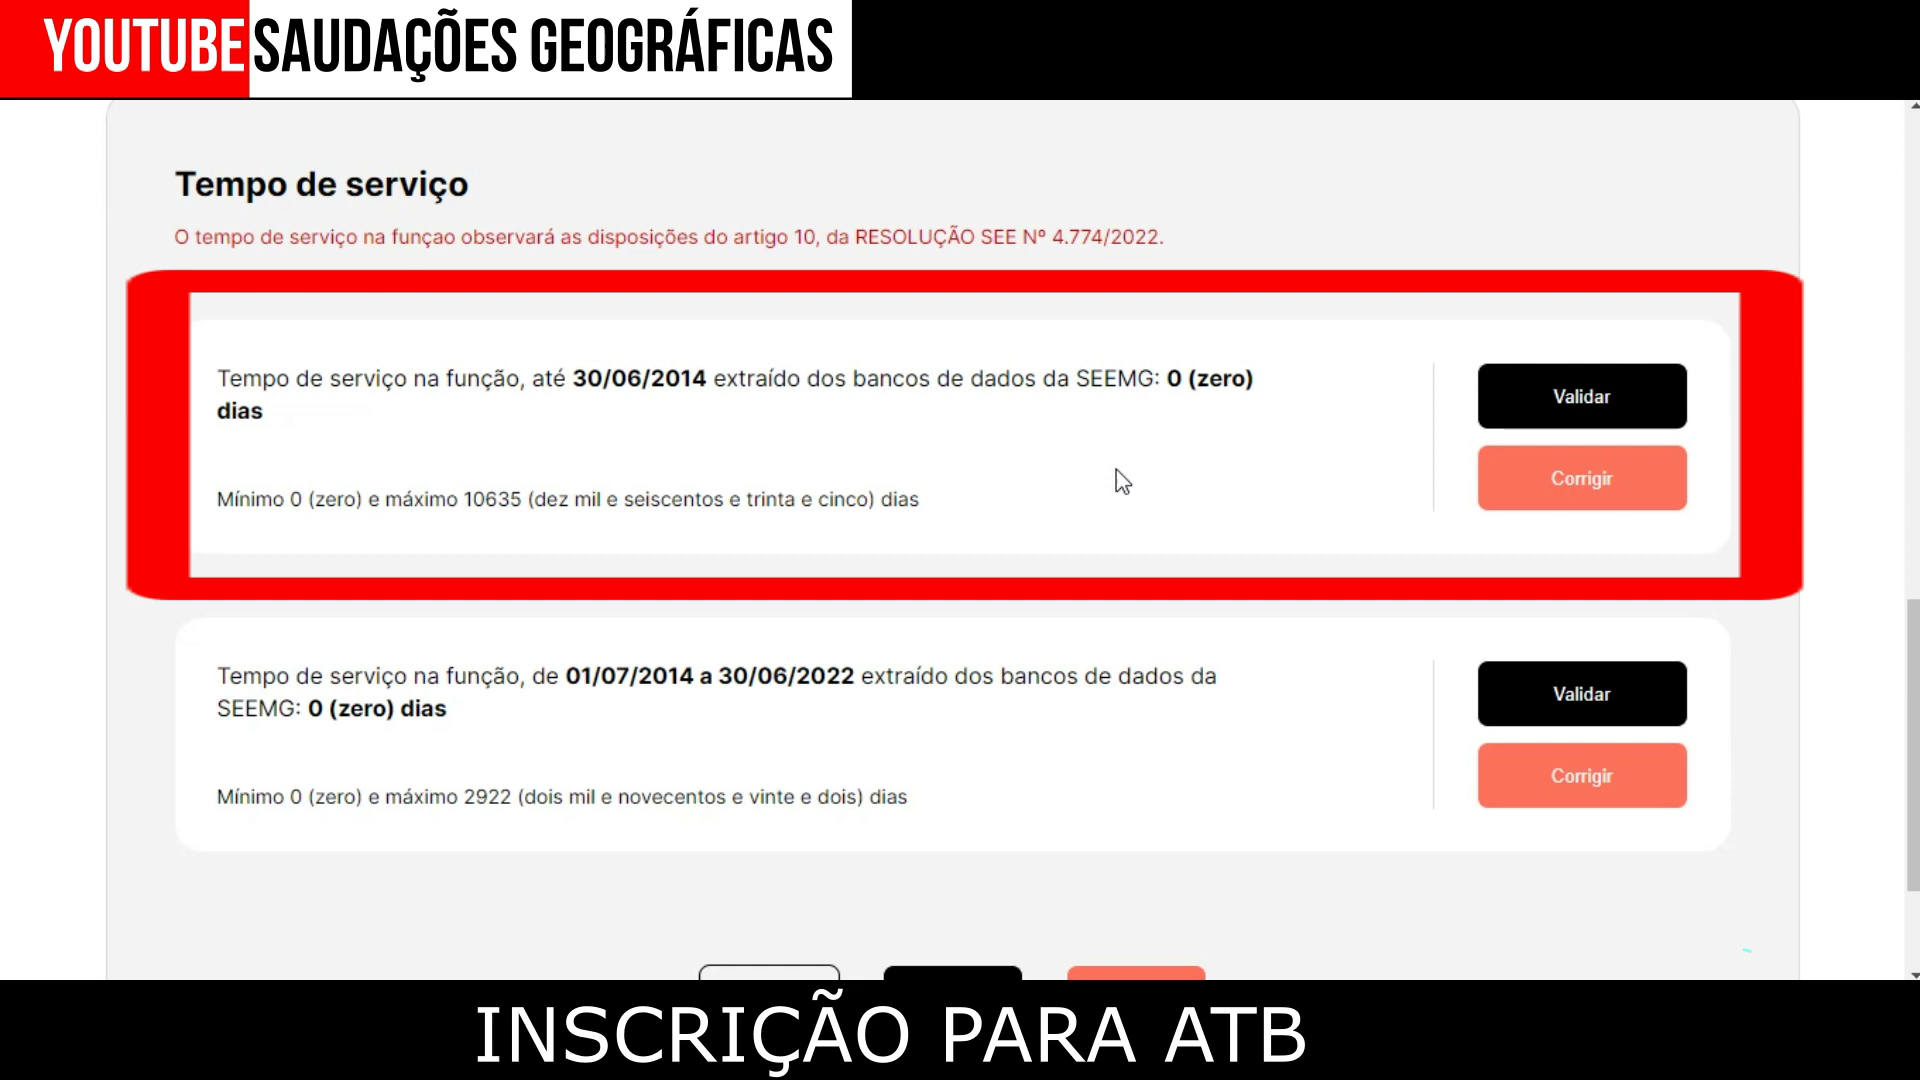 YOUTUBE SAUDAÇÕES GEOGRÁFICAS
Tempo de serviço
O tempo de serviço na funçao observará as disposições do artigo 10, da RESOLUÇÃO SEE Nº 4.774/2022.
Tempo de serviço na função, até 30/06/2014 extraído dos bancos de dados da SEEMG: 0 (zero)
dias
Validar
Corrigir
Mínimo 0 (zero) e máximo 10635 (dez mil e seiscentos e trinta e cinco) dias
Tempo de serviço na função, de 01/07/2014 a 30/06/2022 extraído dos bancos de dados da
SEEMG: 0 (zero) dias
Validar
Corrigir
Mínimo 0 (zero) e máximo 2922 (dois mil e novecentos e vinte e dois) dias
INSCRIÇÃO PARA ATB